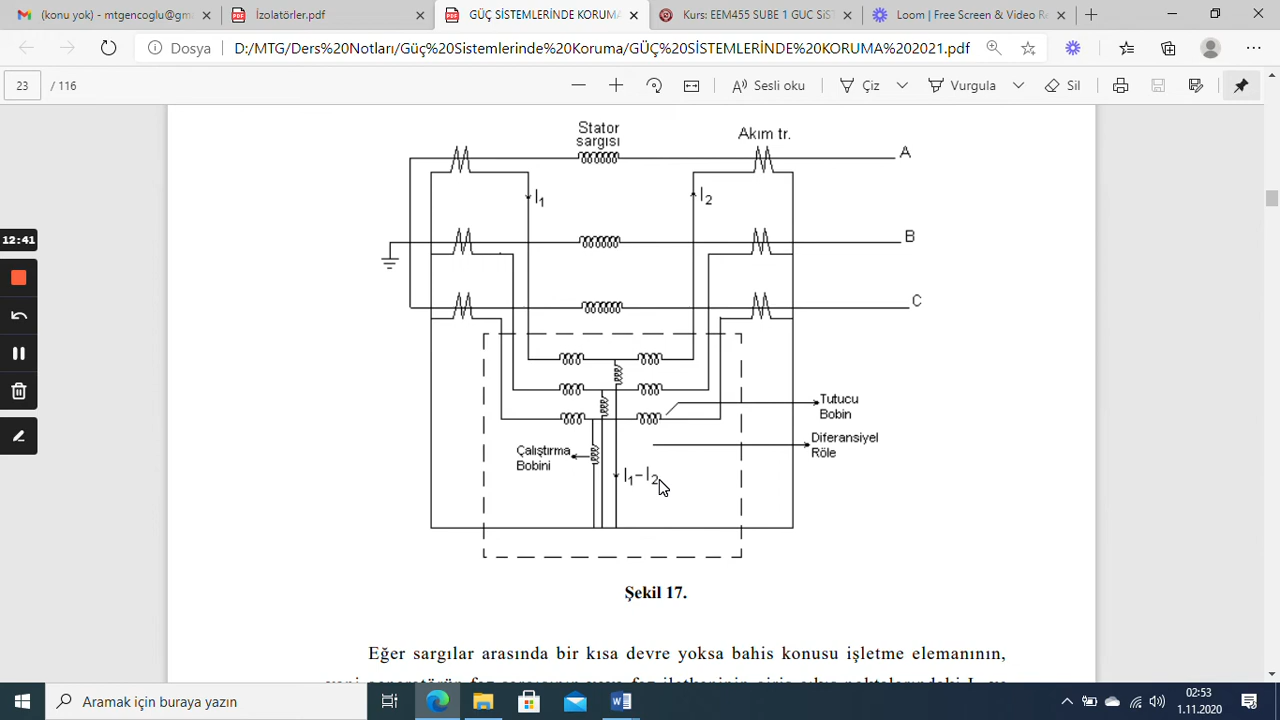 (konu yok) - mtgencoglu@gm
İzolatörler.pdf
GÜÇ SİSTEMLERİNDE KORUM
Kurs: EEM455 SUBE 1 GUC SiS
Loom | Free Screen & Video R
Dosya
D:/MTG/Ders%20Notları/Güç%20Sistemlerinde%20Koruma/GÜÇ%20SİSTEMLERİNDE%20KORUMA%202021.pdf
23 / 116
Sesli oku
Çiz
Vurgula
Sil
Stator
sargısı
Akım tr.
A
I1
I2
B
C
12:41
Tutucu
Bobin
Diferansiyel
Röle
Çalıştırma
Bobini
I1-I2
Şekil 17.
Eğer sargılar arasında bir kısa devre yoksa bahis konusu işletme elemanının,
Aramak için buraya yazın
02:53
1.11.2020